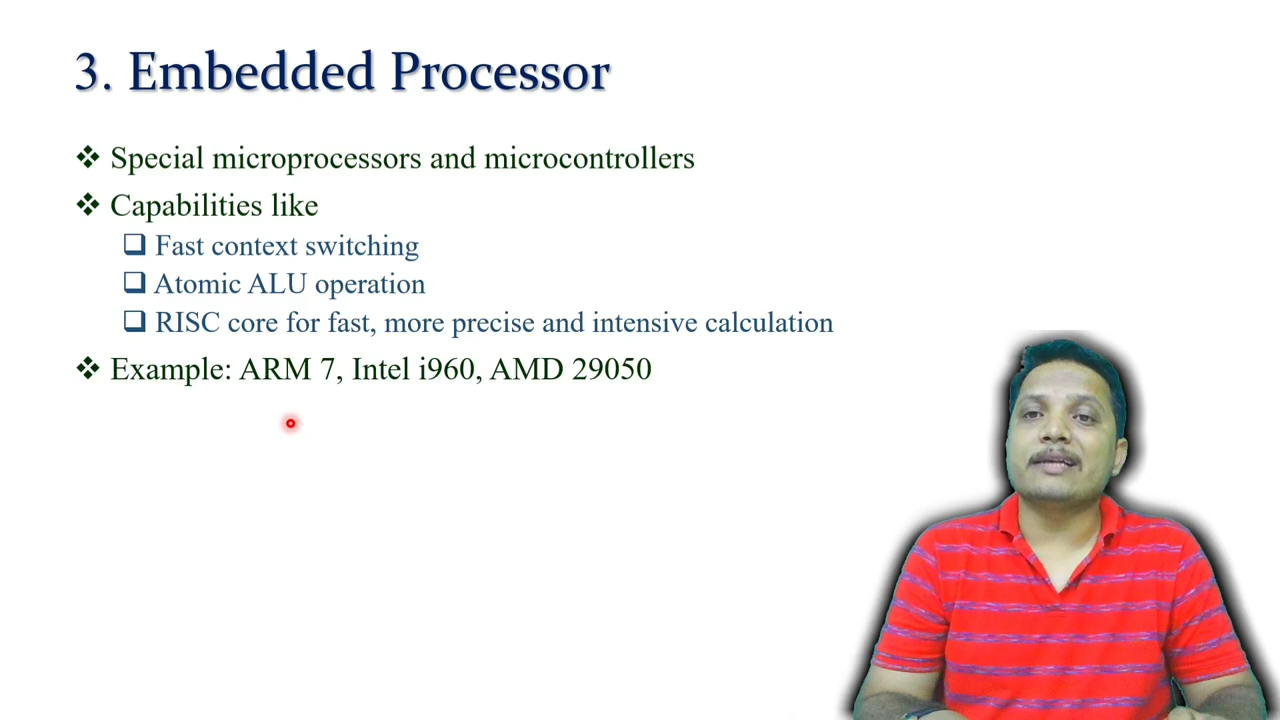 3. Embedded Processor
❖ Special microprocessors and microcontrollers
❖ Capabilities like
❑ Fast context switching
❑ Atomic ALU operation
❑ RISC core for fast, more precise and intensive calculation
❖ Example: ARM 7, Intel i960, AMD 29050